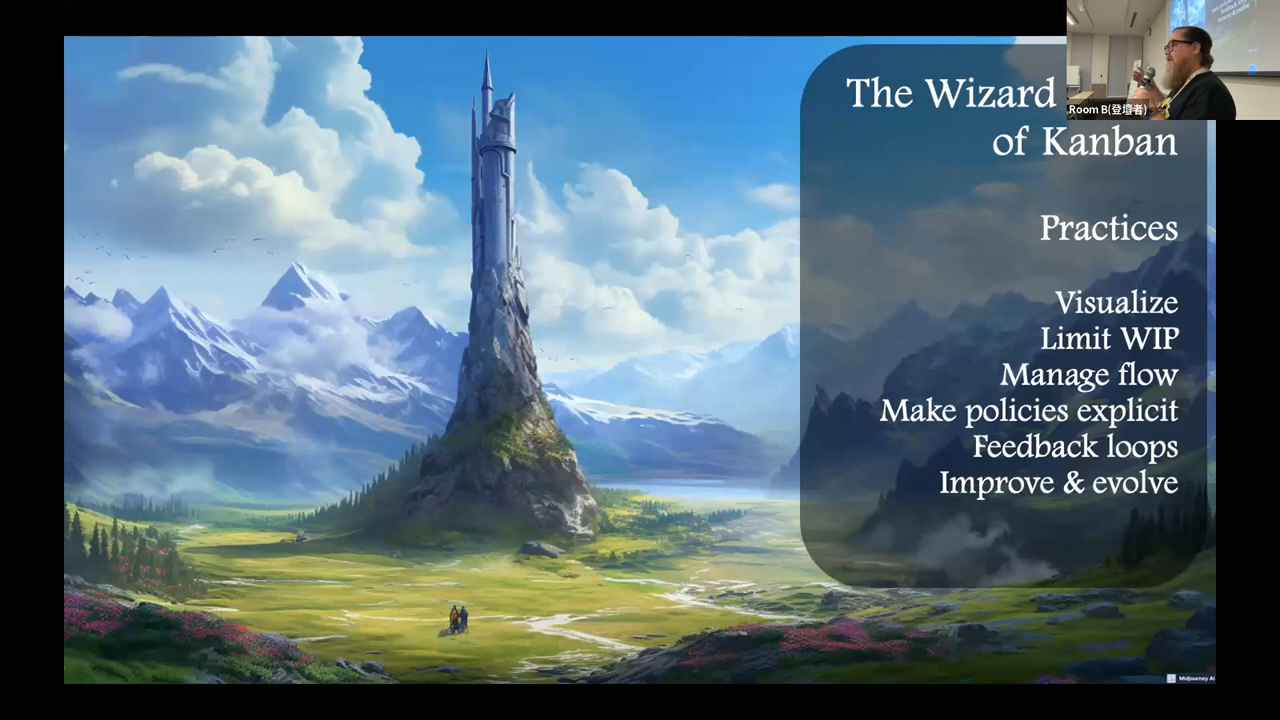 The Wizard
of Kanban
Practices
Visualize
Limit WIP
Manage flow
Make policies explicit
Feedback loops
Improve & evolve
Room B(登壇者)
Midjourney AI